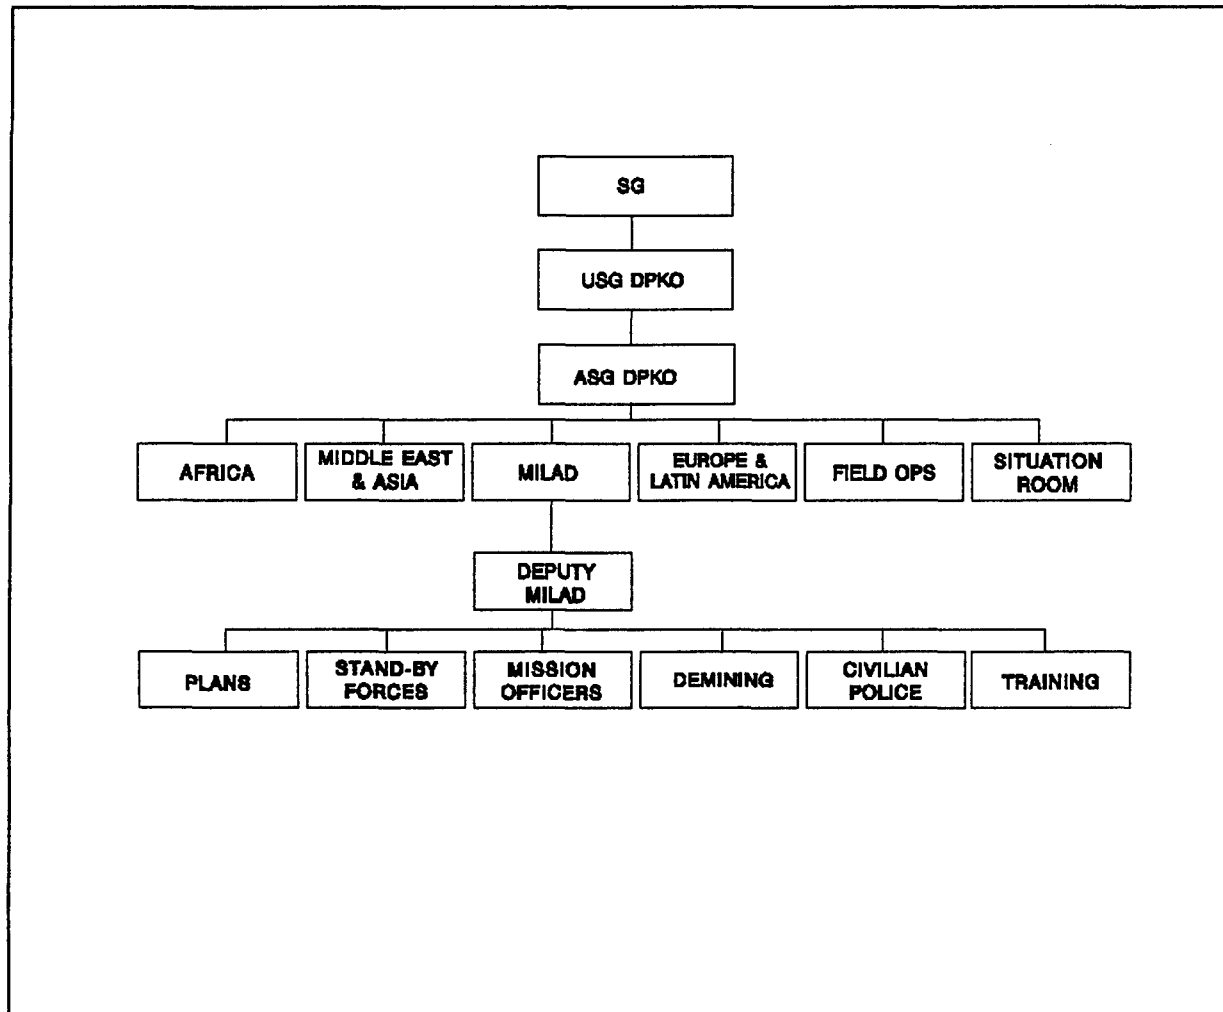 SG
USG DPKO
ASG DPKO
AFRICA
MIDDLE EAST
& ASIA
MILAD
EUROPE &
LATIN AMERICA
FIELD OPS
SITUATION
ROOM
DEPUTY
MILAD
PLANS
STAND-BY
FORCES
MISSION
OFFICERS
DEMINING
CIVILIAN
POLICE
TRAINING